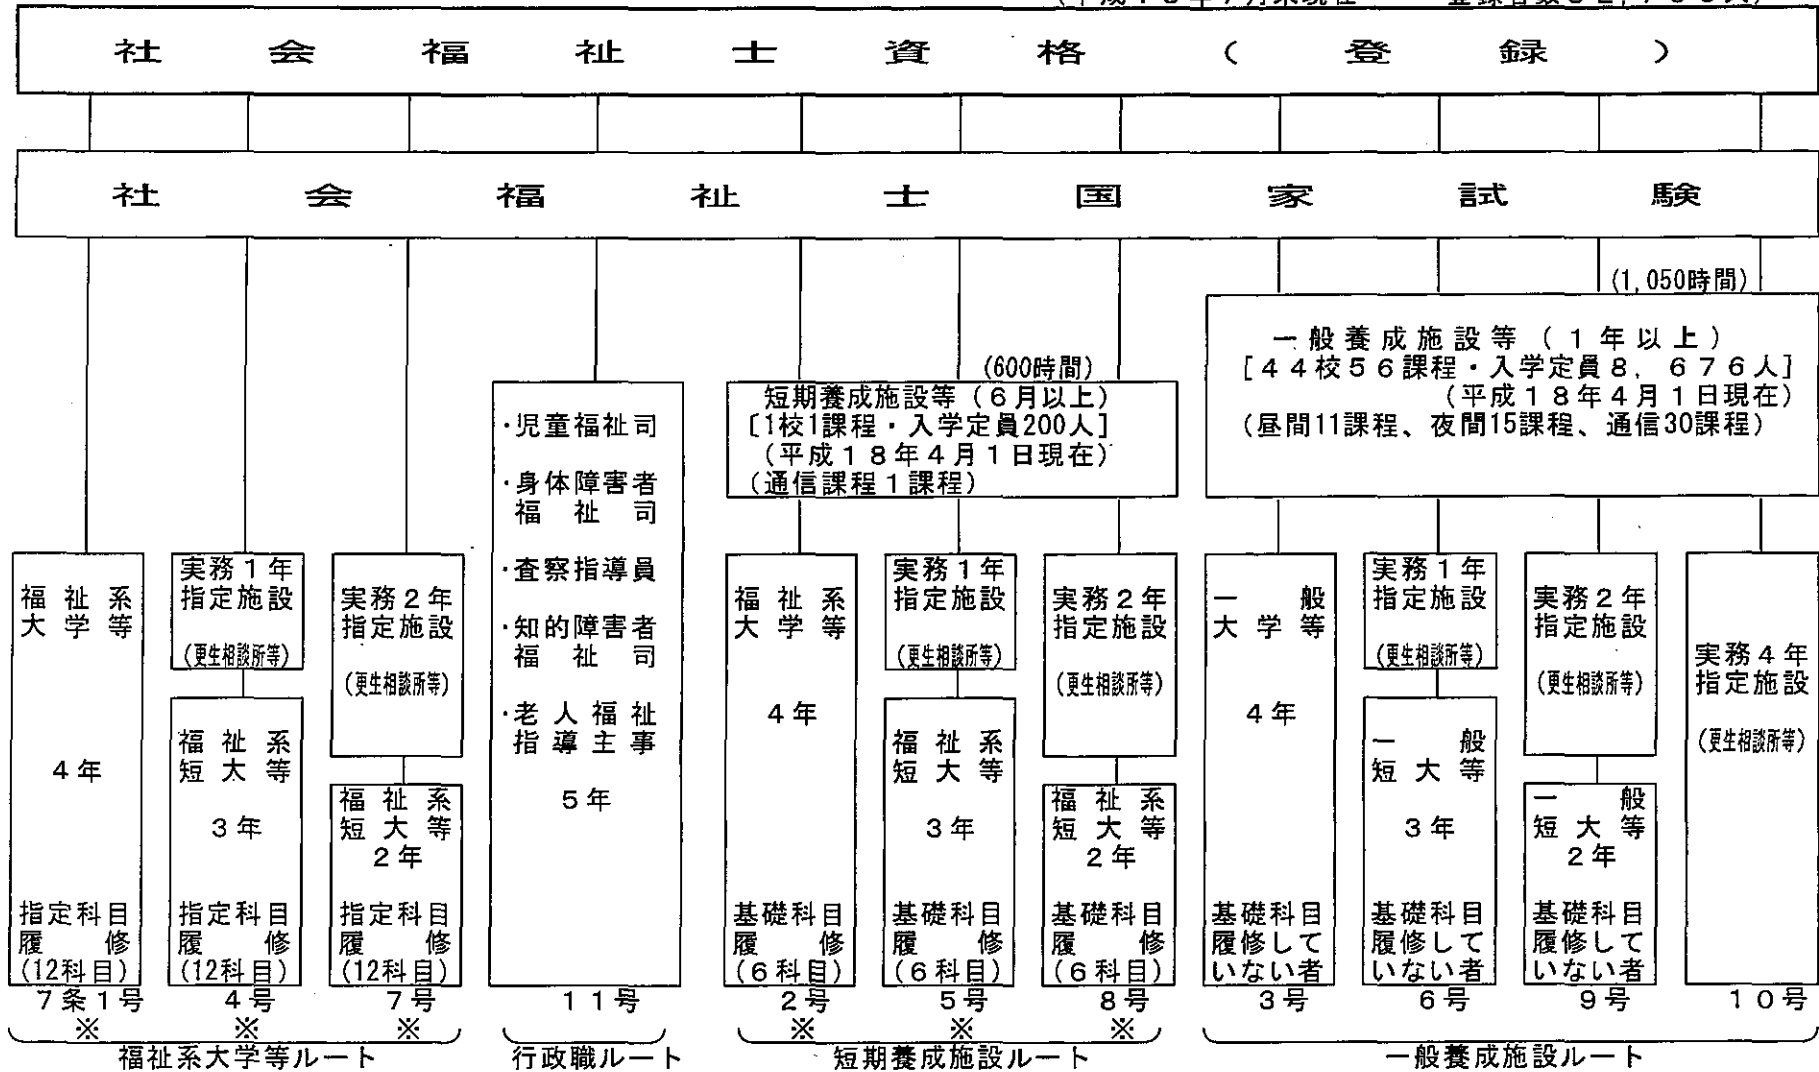 社会福祉士資格(登録)
社会福祉士国家試験
(1,050時間)
一般養成施設等(1年以上)
[44校56課程・入学定員8,676人]
(平成18年4月1日現在)
(昼間11課程、夜間15課程、通信30課程)
(600時間)
短期養成施設等(6月以上)
[1校1課程・入学定員200人]
(平成18年4月1日現在)
(通信課程1課程)
福祉系
大学等
4年
指定科目
履修
(12科目)
7条1号
※
実務1年
指定施設
(更生相談所等)
福祉系
短大等
3年
指定科目
履修
(12科目)
4号
※
実務2年
指定施設
(更生相談所等)
福祉系
短大等
2年
指定科目
履修
(12科目)
7号
※
福祉系大学等ルート
・児童福祉司
・身体障害者
福祉司
・査察指導員
・知的障害者
福祉司
・老人福祉
指導主事
5年
11号
行政職ルート
福祉系
大学等
4年
基礎科目
履修
(6科目)
2号
※
実務1年
指定施設
(更生相談所等)
福祉系
短大等
3年
基礎科目
履修
(6科目)
5号
※
実務2年
指定施設
(更生相談所等)
福祉系
短大等
2年
基礎科目
履修
(6科目)
8号
※
短期養成施設ルート
一般
大学等
4年
基礎科目
履修して
いない者
3号
実務1年
指定施設
(更生相談所等)
一般
短大等
3年
基礎科目
履修して
いない者
6号
実務2年
指定施設
(更生相談所等)
一般
短大等
2年
基礎科目
履修して
いない者
9号
実務4年
指定施設
(更生相談所等)
10号
一般養成施設ルート